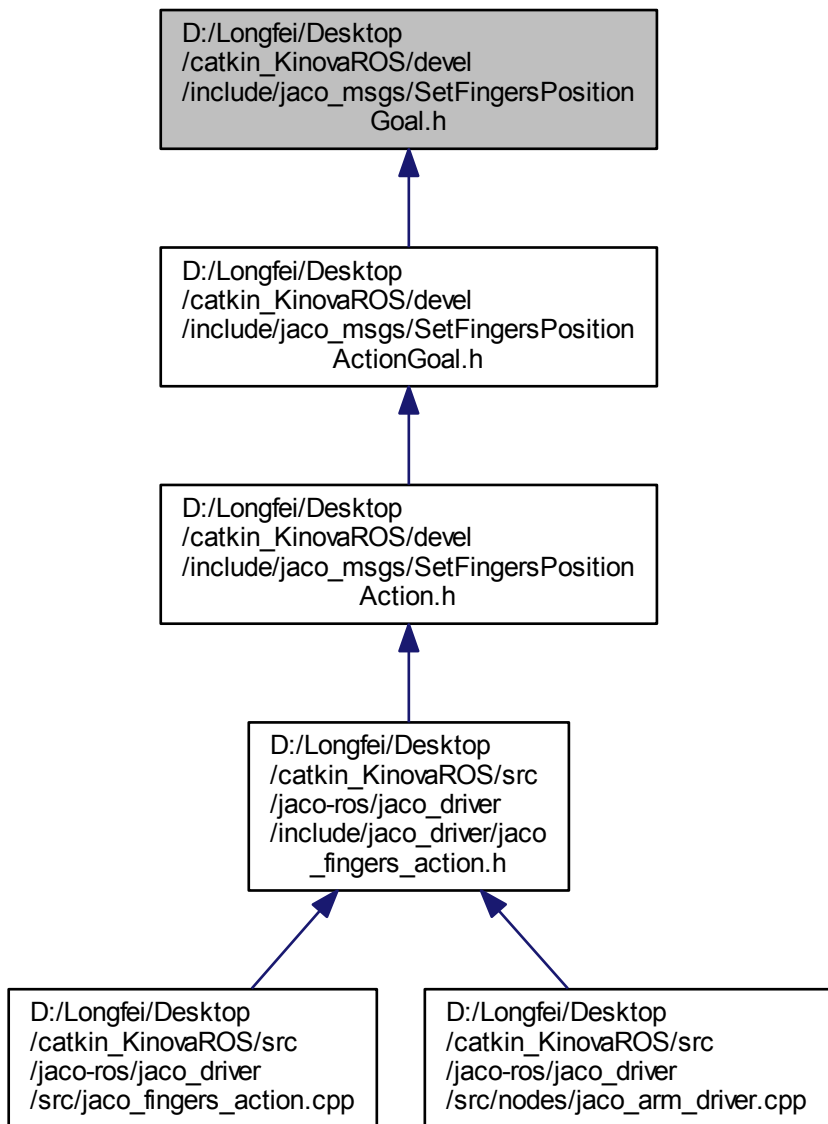 D:/Longfei/Desktop
/catkin_KinovaROS/devel
/include/jaco_msgs/SetFingersPosition
Goal.h
D:/Longfei/Desktop
/catkin_KinovaROS/devel
/include/jaco_msgs/SetFingersPosition
ActionGoal.h
D:/Longfei/Desktop
/catkin_KinovaROS/devel
/include/jaco_msgs/SetFingersPosition
Action.h
D:/Longfei/Desktop
/catkin_KinovaROS/src
/jaco-ros/jaco_driver
/include/jaco_driver/jaco
_fingers_action.h
D:/Longfei/Desktop
/catkin_KinovaROS/src
/jaco-ros/jaco_driver
/src/jaco_fingers_action.cpp
D:/Longfei/Desktop
/catkin_KinovaROS/src
/jaco-ros/jaco_driver
/src/nodes/jaco_arm_driver.cpp